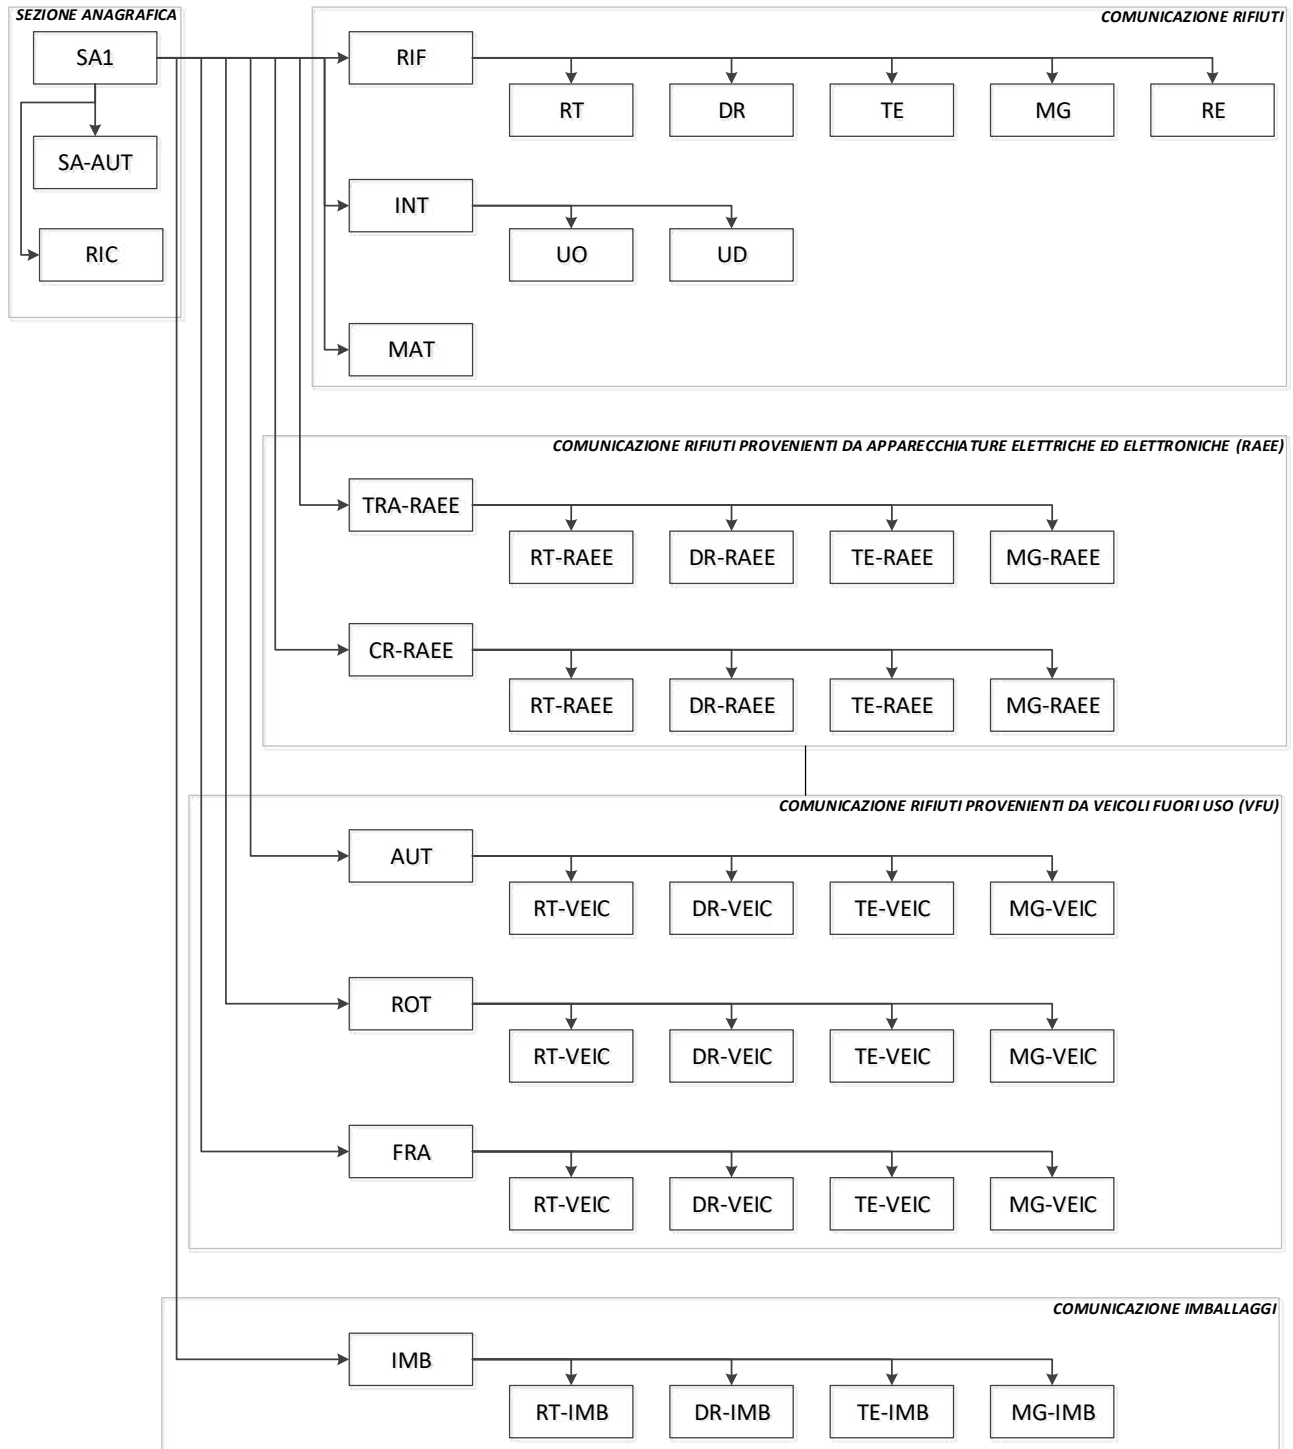 SEZIONE ANAGRAFICA
SA1
SA-AUT
RIC
COMUNICAZIONE RIFIUTI
RIF
RT
DR
TE
MG
RE
INT
UO
UD
MAT
COMUNICAZIONE RIFIUTI PROVENIENTI DA APPARECCHIATURE ELETTRICHE ED ELETTRONICHE (RAEE)
TRA-RAEE
RT-RAEE
DR-RAEE
TE-RAEE
MG-RAEE
CR-RAEE
RT-RAEE
DR-RAEE
TE-RAEE
MG-RAEE
COMUNICAZIONE RIFIUTI PROVENIENTI DA VEICOLI FUORI USO (VFU)
AUT
RT-VEIC
DR-VEIC
TE-VEIC
MG-VEIC
ROT
RT-VEIC
DR-VEIC
TE-VEIC
MG-VEIC
FRA
RT-VEIC
DR-VEIC
TE-VEIC
MG-VEIC
COMUNICAZIONE IMBALLAGGI
IMB
RT-IMB
DR-IMB
TE-IMB
MG-IMB